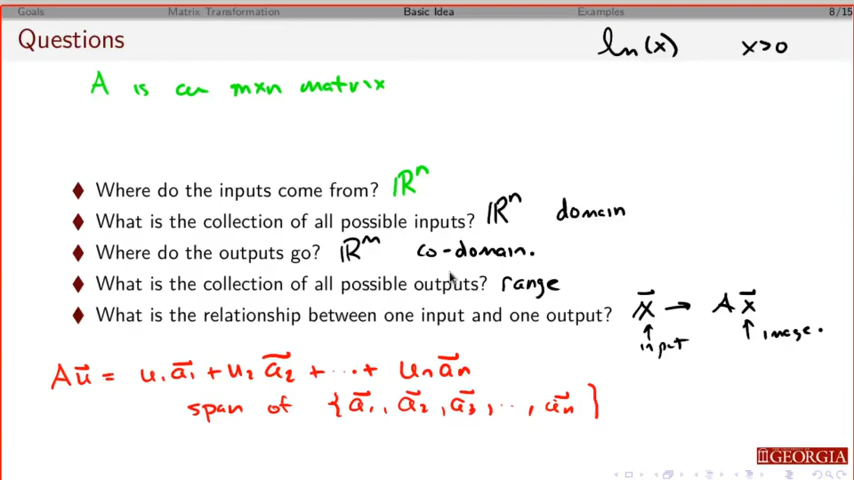 Goals Matrix Transformation Basic Idea Examples 8/15
Questions ln(x) x>0
A is an mxn matrix
♦ Where do the inputs come from? ℝⁿ
♦ What is the collection of all possible inputs? ℝⁿ domain
♦ Where do the outputs go? ℝᵐ co-domain.
♦ What is the collection of all possible outputs? range
♦ What is the relationship between one input and one output? x⃗ → Ax⃗
↑ input ↑ image.
Au⃗ = u₁a⃗₁ + u₂a⃗₂ + ... + uₙa⃗ₙ
span of {a⃗₁, a⃗₂, a⃗₃, ..., a⃗ₙ}
GEORGIA